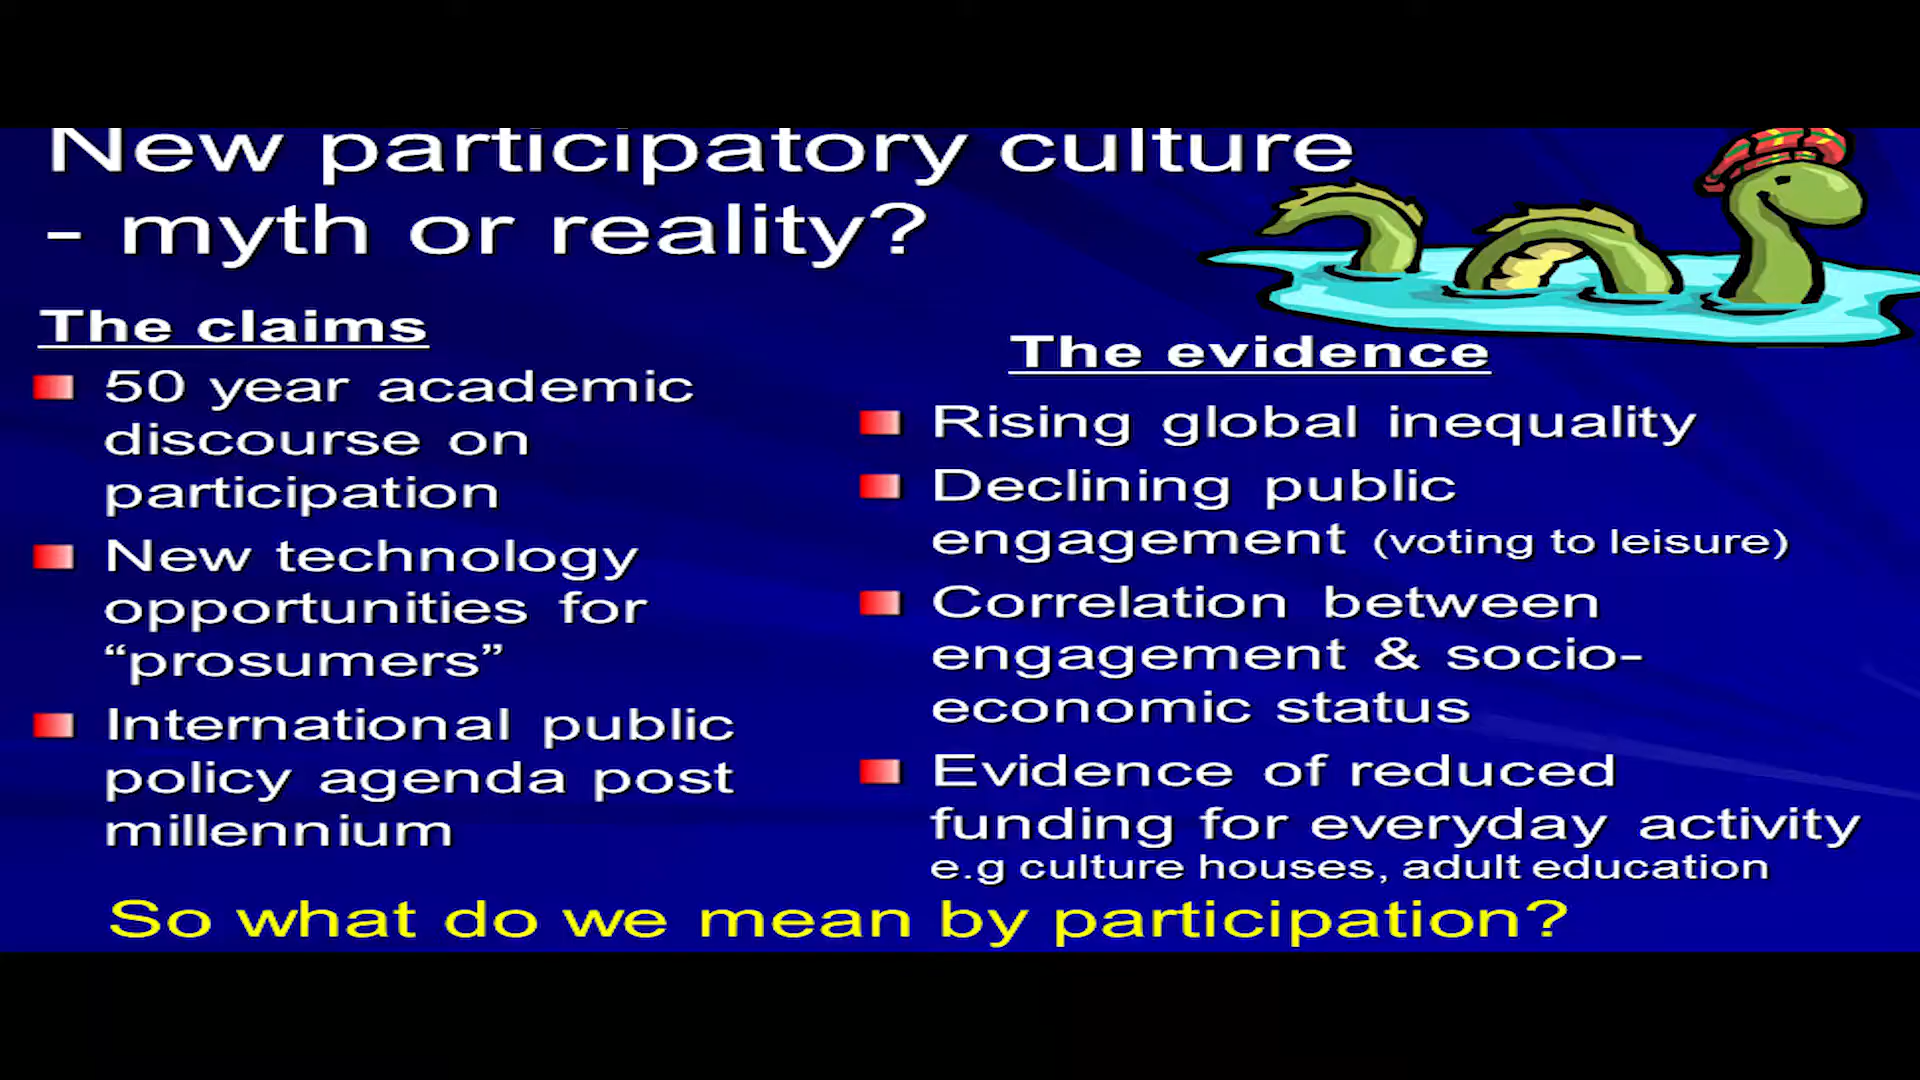 New participatory culture
- myth or reality?
The claims
50 year academic
discourse on
participation
New technology
opportunities for
“prosumers”
International public
policy agenda post
millennium
The evidence
Rising global inequality
Declining public
engagement (voting to leisure)
Correlation between
engagement & socio-
economic status
Evidence of reduced
funding for everyday activity
e.g culture houses, adult education
So what do we mean by participation?